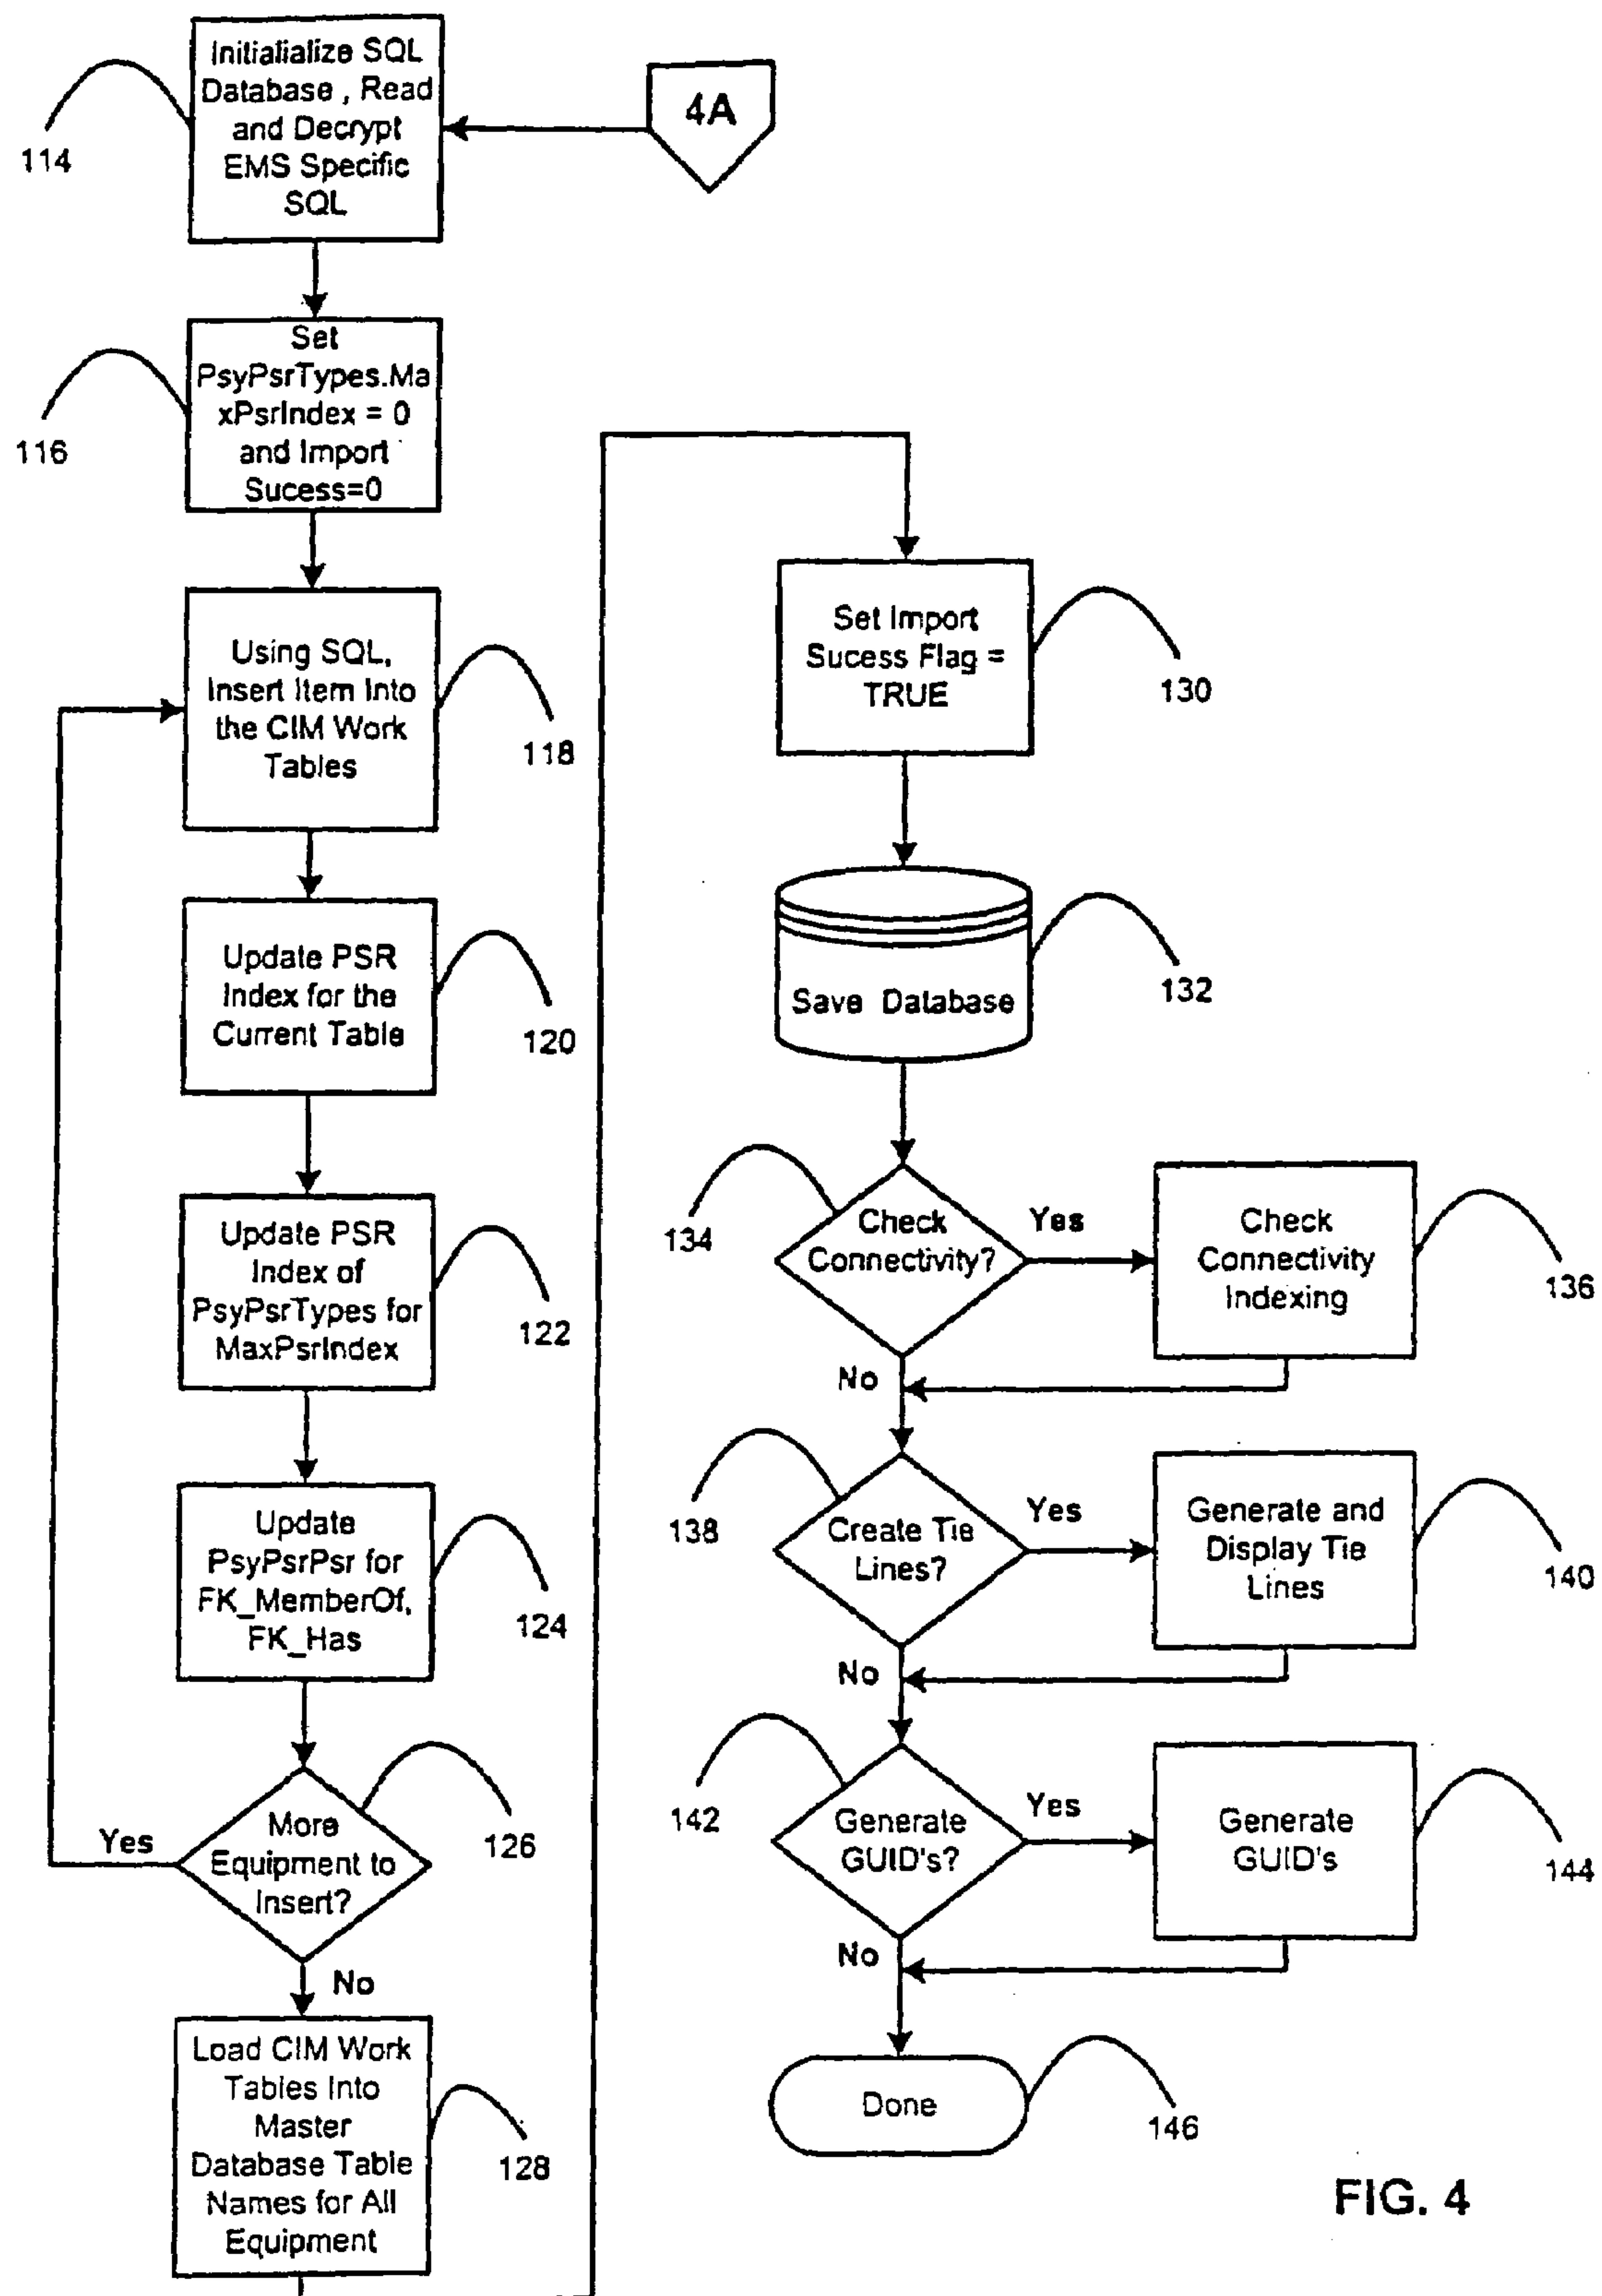 Initialialize SQL
Database , Read
and Decrypt
EMS Specific
SQL
4A
114
Set
PsyPsrTypes.Ma
xPsrIndex = 0
and Import
Sucess=0
116
Using SQL,
Insert Item Into
the CIM Work
Tables
118
Update PSR
Index for the
Current Table
120
Update PSR
Index of
PsyPsrTypes for
MaxPsrIndex
122
Update
PsyPsrPsr for
FK_MemberOf,
FK_Has
124
More
Equipment to
Insert?
Yes
126
No
Load CIM Work
Tables Into
Master
Database Table
Names for All
Equipment
128
Set Import
Sucess Flag =
TRUE
130
Save Database
132
Check
Connectivity?
134
Yes
Check
Connectivity
Indexing
136
No
Create Tie
Lines?
138
Yes
Generate and
Display Tie
Lines
140
No
Generate
GUID's?
142
Yes
Generate
GUID's
144
No
Done
146
FIG. 4